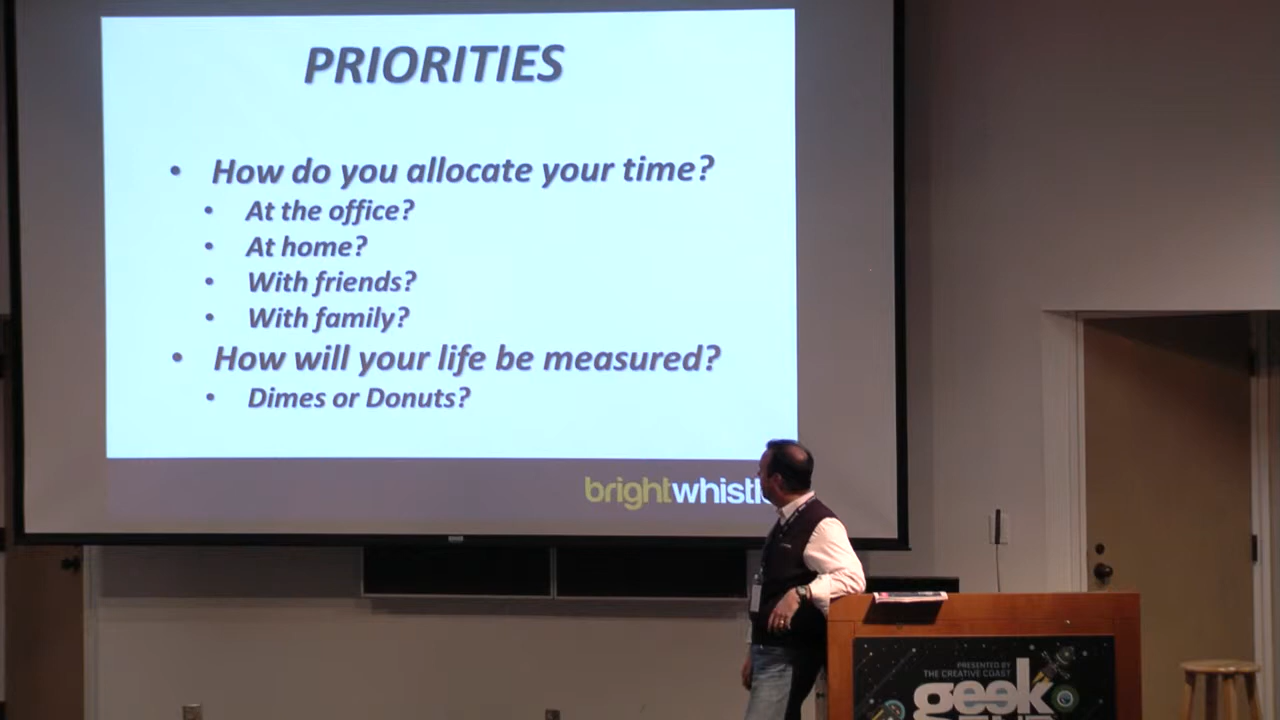 PRIORITIES
• How do you allocate your time?
• At the office?
• At home?
• With friends?
• With family?
• How will your life be measured?
• Dimes or Donuts?
brightwhistl
PRESENTED BY
THE CREATIVE COAST
geek